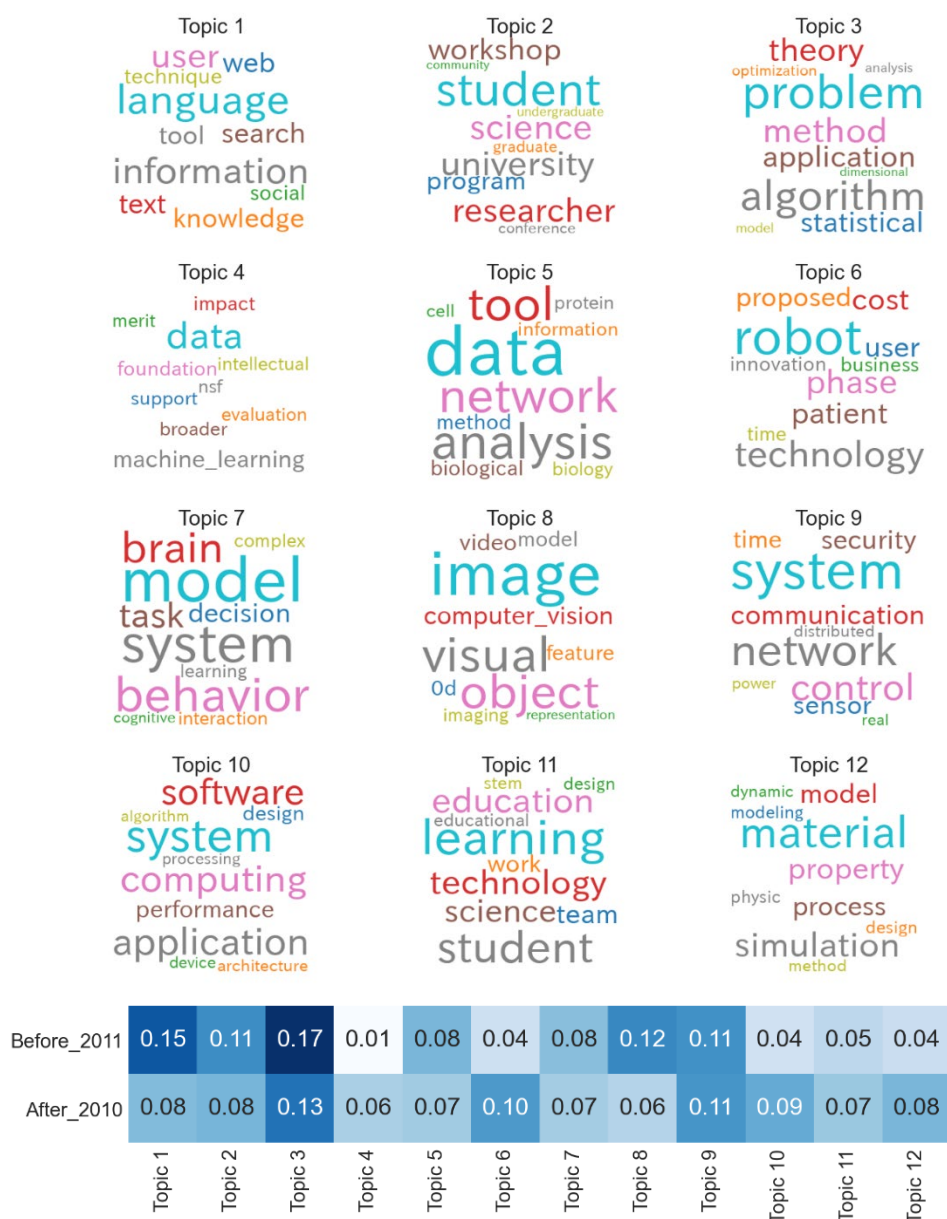 Topic 1
user web
technique
language
tool search
information
social
text
knowledge
Topic 2
workshop
community
student
undergraduate
science
graduate
university
program
researcher
conference
Topic 3
theory
optimization analysis
problem
method
application
dimensional
algorithm
model statistical
Topic 4
impact
merit
data
foundation intellectual
nsf
support
evaluation
broader
machine_learning
Topic 5
cell tool protein
information
data
network
method
analysis
biological biology
Topic 6
proposed cost
robot user
innovation business
phase
patient
time
technology
Topic 7
brain complex
model
task decision
system
learning
behavior
cognitive interaction
Topic 8
video model
image
computer_vision
visual feature
0d object
imaging representation
Topic 9
time security
system
communication
distributed
network
power control
sensor
real
Topic 10
software
algorithm design
system
processing
computing
performance
application
device architecture
Topic 11
stem design
education
educational
learning
work
technology
science team
student
Topic 12
dynamic model
modeling
material
property
physic process
design
simulation
method
Before_2011 0.15 0.11 0.17 0.01 0.08 0.04 0.08 0.12 0.11 0.04 0.05 0.04
After_2010 0.08 0.08 0.13 0.06 0.07 0.10 0.07 0.06 0.11 0.09 0.07 0.08
Topic 1 Topic 2 Topic 3 Topic 4 Topic 5 Topic 6 Topic 7 Topic 8 Topic 9 Topic 10 Topic 11 Topic 12